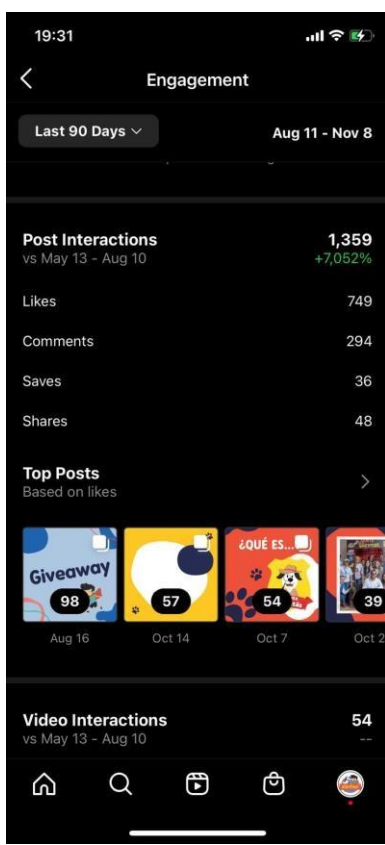 19:31
Engagement
Last 90 Days
Aug 11 - Nov 8
Post Interactions 1,359
vs May 13 - Aug 10 +7,052%
Likes 749
Comments 294
Saves 36
Shares 48
Top Posts
Based on likes
Giveaway
¿QUÉ ES...
98 57 54 39
Aug 16 Oct 14 Oct 7 Oct 2
Video Interactions 54
vs May 13 - Aug 10 --